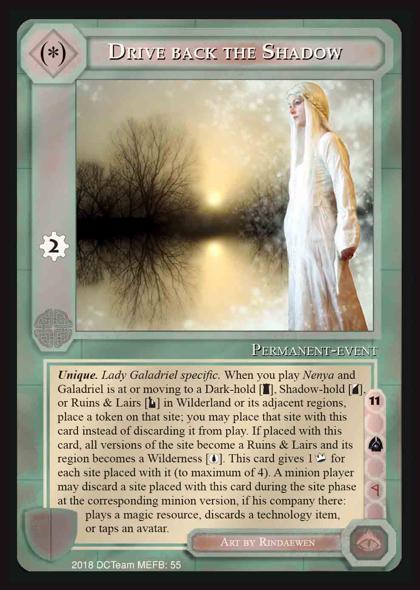 (*)
Drive back the Shadow
2
Permanent-event
Unique. Lady Galadriel specific. When you play Nenya and
Galadriel is at or moving to a Dark-hold [], Shadow-hold [],
or Ruins & Lairs [] in Wilderland or its adjacent regions,
place a token on that site; you may place that site with this
card instead of discarding it from play. If placed with this
card, all versions of the site become a Ruins & Lairs and its
region becomes a Wilderness []. This card gives 1 for
each site placed with it (to maximum of 4). A minion player
may discard a site placed with this card during the site phase
at the corresponding minion version, if his company there:
plays a magic resource, discards a technology item,
or taps an avatar.
11
Art by Rindaewen
2018 DCTeam MEFB: 55